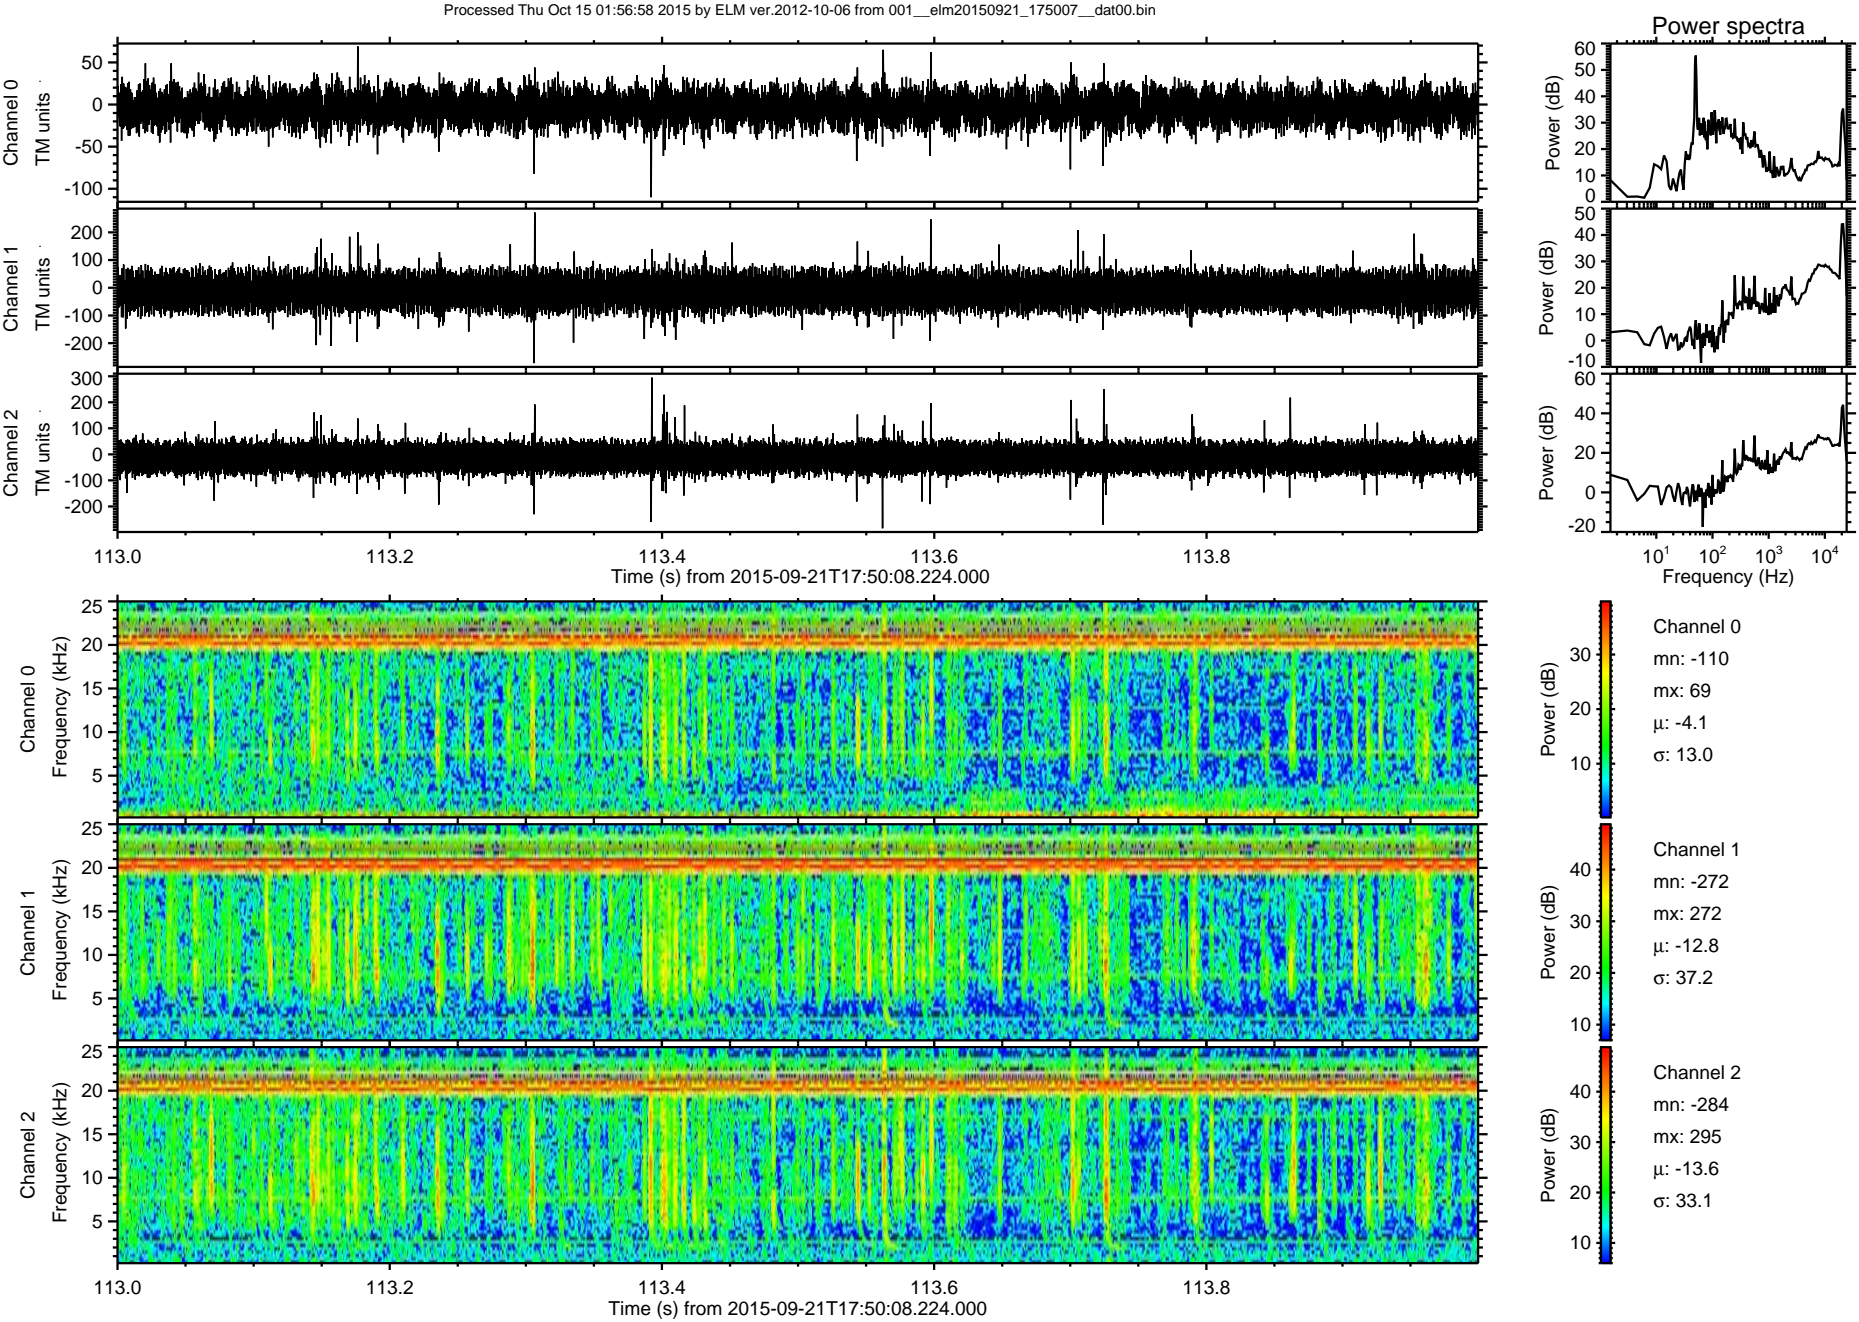 Processed Thu Oct 15 01:56:58 2015 by ELM ver.2012-10-06 from 001__elm20150921_175007__dat00.bin
Power spectra
Channel 0
TM units
50
0
-50
-100
Power (dB)
60
50
40
30
20
10
0
Channel 1
TM units
200
100
0
-100
-200
Power (dB)
50
40
30
20
10
0
-10
Channel 2
TM units
300
200
100
0
-100
-200
Power (dB)
60
40
20
0
-20
113.0 113.2 113.4 113.6 113.8
Time (s) from 2015-09-21T17:50:08.224.000
10¹ 10² 10³ 10⁴
Frequency (Hz)
Channel 0
Frequency (kHz)
25
20
15
10
5
Power (dB)
30
20
10
Channel 0
mn: -110
mx: 69
μ: -4.1
σ: 13.0
Channel 1
Frequency (kHz)
25
20
15
10
5
Power (dB)
40
30
20
10
Channel 1
mn: -272
mx: 272
μ: -12.8
σ: 37.2
Channel 2
Frequency (kHz)
25
20
15
10
5
Power (dB)
40
30
20
10
Channel 2
mn: -284
mx: 295
μ: -13.6
σ: 33.1
113.0 113.2 113.4 113.6 113.8
Time (s) from 2015-09-21T17:50:08.224.000